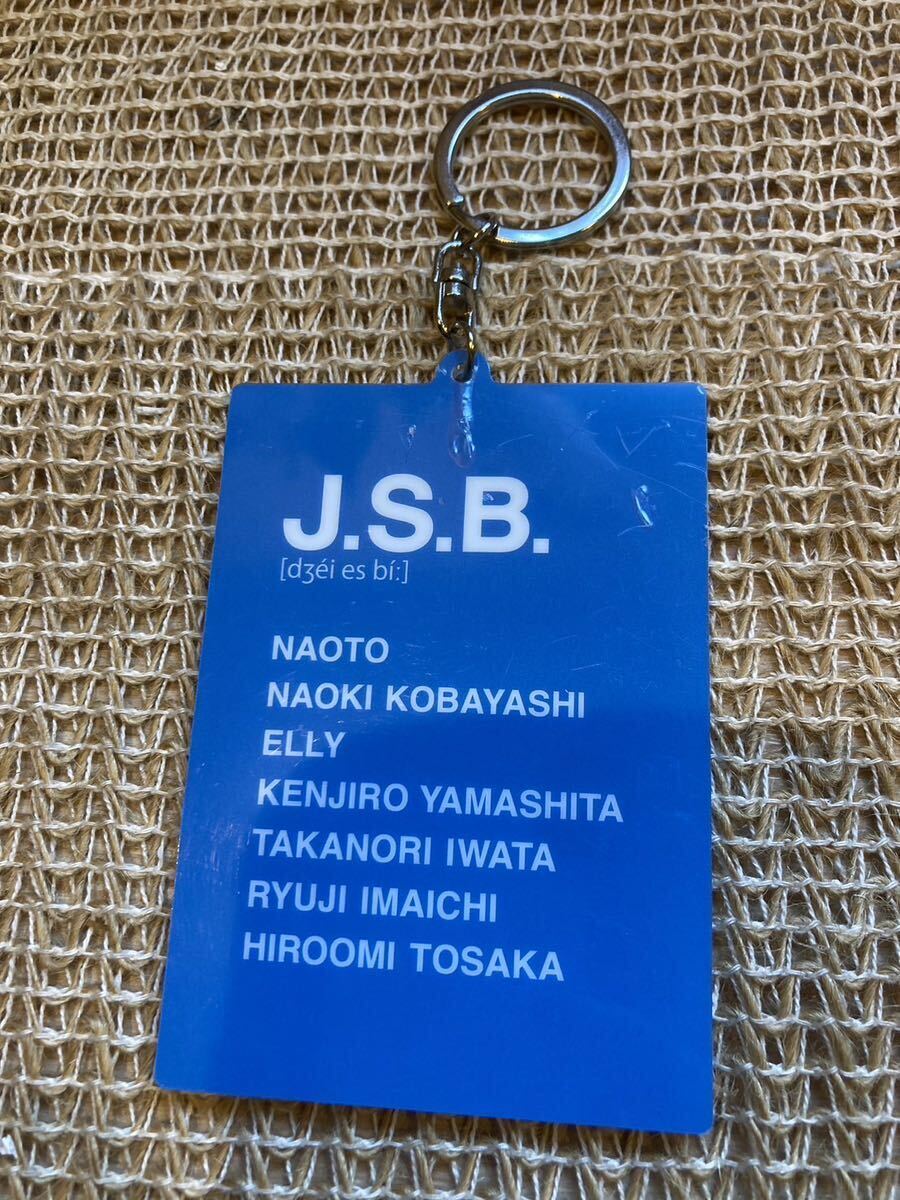 J.S.B.
[dʒéi es bí:]
NAOTO
NAOKI KOBAYASHI
ELLY
KENJIRO YAMASHITA
TAKANORI IWATA
RYUJI IMAICHI
HIROOMI TOSAKA